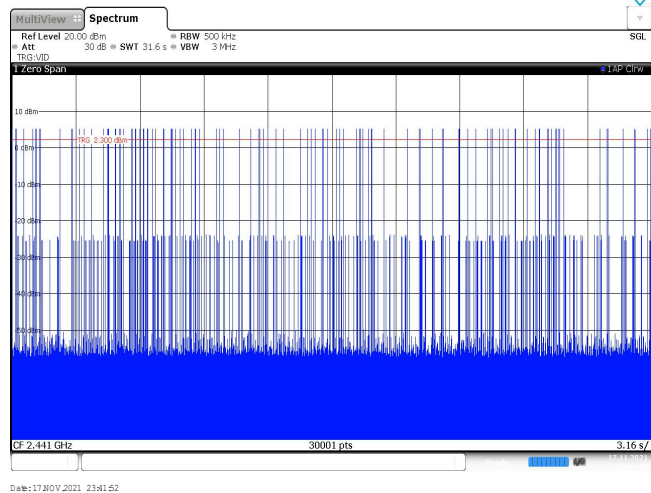 MultiView Spectrum
Ref Level 20.00 dBm RBW 500 kHz SGL
Att 30 dB SWT 31.6 s VBW 3 MHz
TRG:VID
1 Zero Span 1AP Clrw
10 dBm
TRG 2.300 dBm
0 dBm
-10 dBm
-20 dBm
-30 dBm
-40 dBm
-50 dBm
CF 2.441 GHz 30001 pts 3.16 s/
17.11.2021
Date: 17.NOV.2021 23:41:52